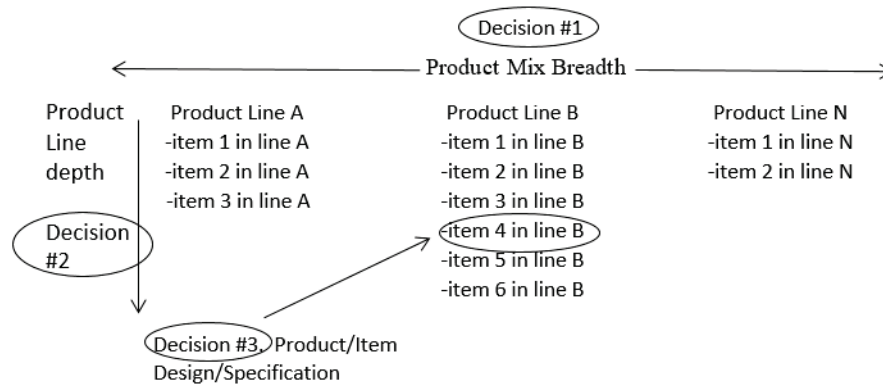 Decision #1
Product Mix Breadth
Product
Line
depth
Product Line A
-item 1 in line A
-item 2 in line A
-item 3 in line A
Product Line B
-item 1 in line B
-item 2 in line B
-item 3 in line B
-item 4 in line B
-item 5 in line B
-item 6 in line B
Product Line N
-item 1 in line N
-item 2 in line N
Decision
#2
Decision #3, Product/Item
Design/Specification